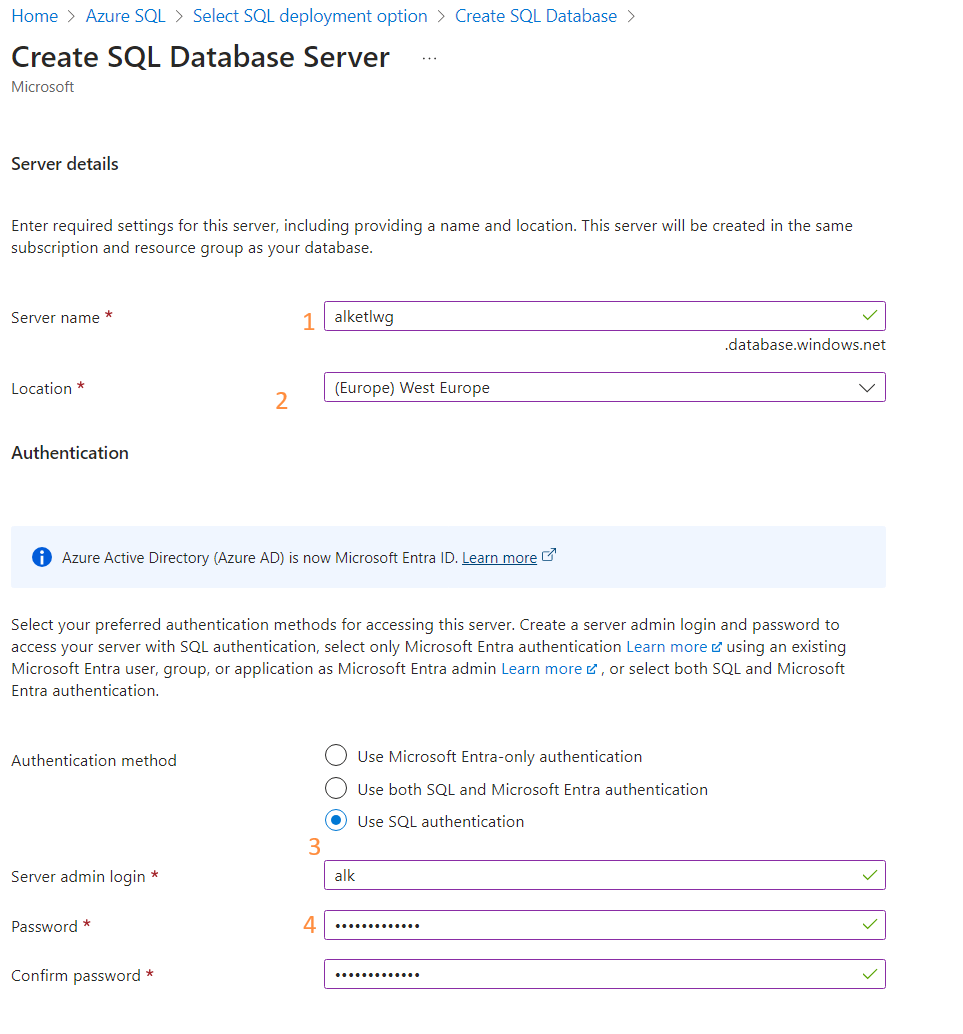 Home > Azure SQL > Select SQL deployment option > Create SQL Database >
Create SQL Database Server ...
Microsoft
Server details
Enter required settings for this server, including providing a name and location. This server will be created in the same
subscription and resource group as your database.
Server name * 1 alketlwg
.database.windows.net
Location * 2 (Europe) West Europe
Authentication
Azure Active Directory (Azure AD) is now Microsoft Entra ID. Learn more
Select your preferred authentication methods for accessing this server. Create a server admin login and password to
access your server with SQL authentication, select only Microsoft Entra authentication Learn more using an existing
Microsoft Entra user, group, or application as Microsoft Entra admin Learn more , or select both SQL and Microsoft
Entra authentication.
Authentication method
Use Microsoft Entra-only authentication
Use both SQL and Microsoft Entra authentication
Use SQL authentication
3
Server admin login * alk
Password * 4 •••••••••••••
Confirm password * •••••••••••••